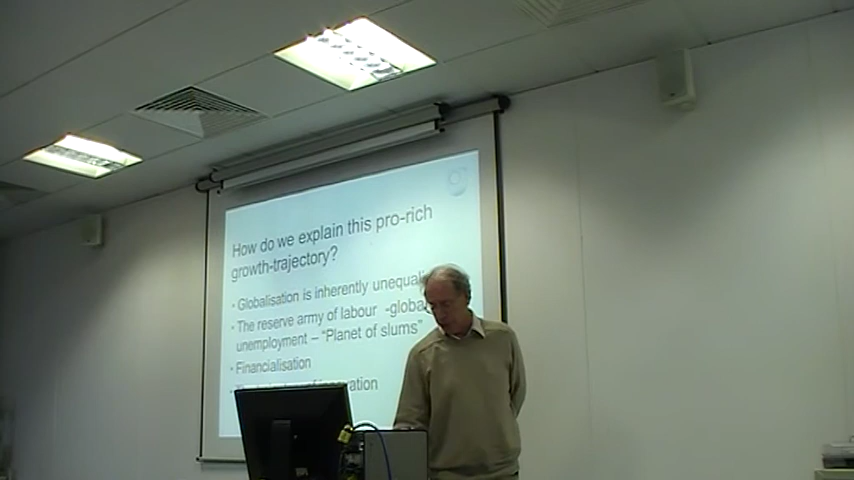 How do we explain this pro-rich
growth-trajectory?
• Globalisation is inherently
• The reserve army of labour -global
unemployment – "Planet of slums"
• Financialisation